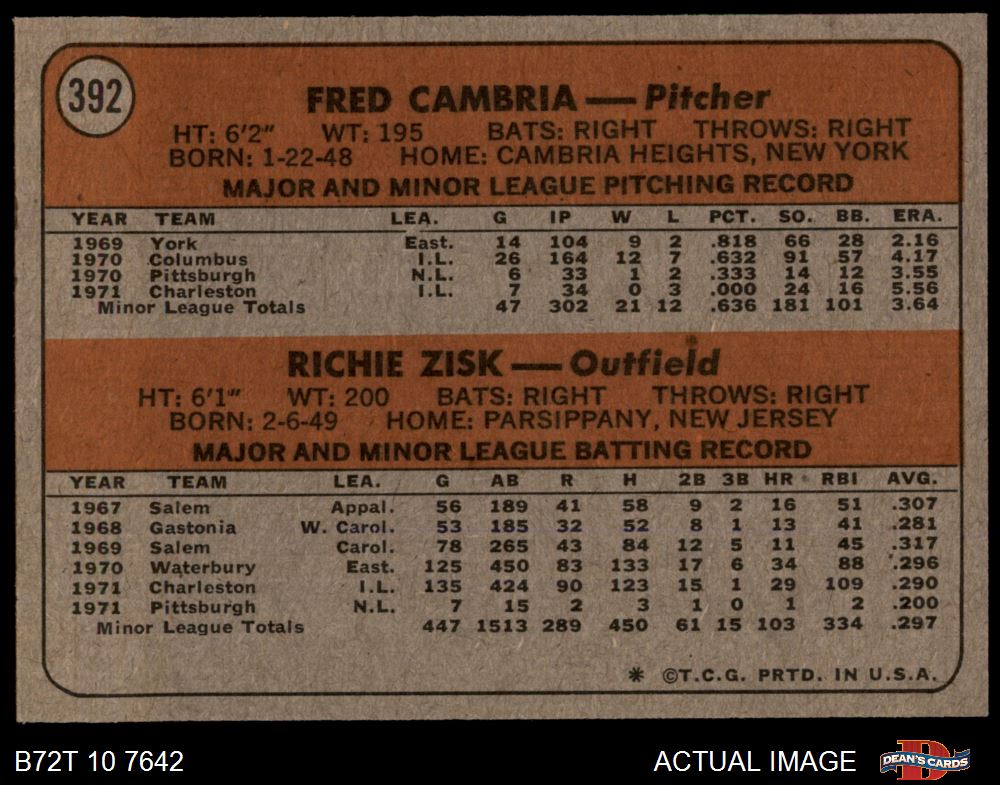 392
FRED CAMBRIA — Pitcher
HT: 6'2" WT: 195 BATS: RIGHT THROWS: RIGHT
BORN: 1-22-48 HOME: CAMBRIA HEIGHTS, NEW YORK
MAJOR AND MINOR LEAGUE PITCHING RECORD
YEAR TEAM LEA. G IP W L PCT. SO. BB. ERA.
1969 York East. 14 104 9 2 .818 66 28 2.16
1970 Columbus I.L. 26 164 12 7 .632 91 57 4.17
1970 Pittsburgh N.L. 6 33 1 2 .333 14 12 3.55
1971 Charleston I.L. 7 34 0 3 .000 24 16 5.56
Minor League Totals 47 302 21 12 .636 181 101 3.64
RICHIE ZISK — Outfield
HT: 6'1"' WT: 200 BATS: RIGHT THROWS: RIGHT
BORN: 2-6-49 HOME: PARSIPPANY, NEW JERSEY
MAJOR AND MINOR LEAGUE BATTING RECORD
YEAR TEAM LEA. G AB R H 2B 3B HR RBI AVG.
1967 Salem Appal. 56 189 41 58 9 2 16 51 .307
1968 Gastonia W. Carol. 53 185 32 52 8 1 13 41 .281
1969 Salem Carol. 78 265 43 84 12 5 11 45 .317
1970 Waterbury East. 125 450 83 133 17 6 34 88 .296
1971 Charleston I.L. 135 424 90 123 15 1 29 109 .290
1971 Pittsburgh N.L. 7 15 2 3 1 0 1 2 .200
Minor League Totals 447 1513 289 450 61 15 103 334 .297
* ©T.C.G. PRTD. IN U.S.A.
B72T 10 7642 ACTUAL IMAGE D DEAN'S CARDS